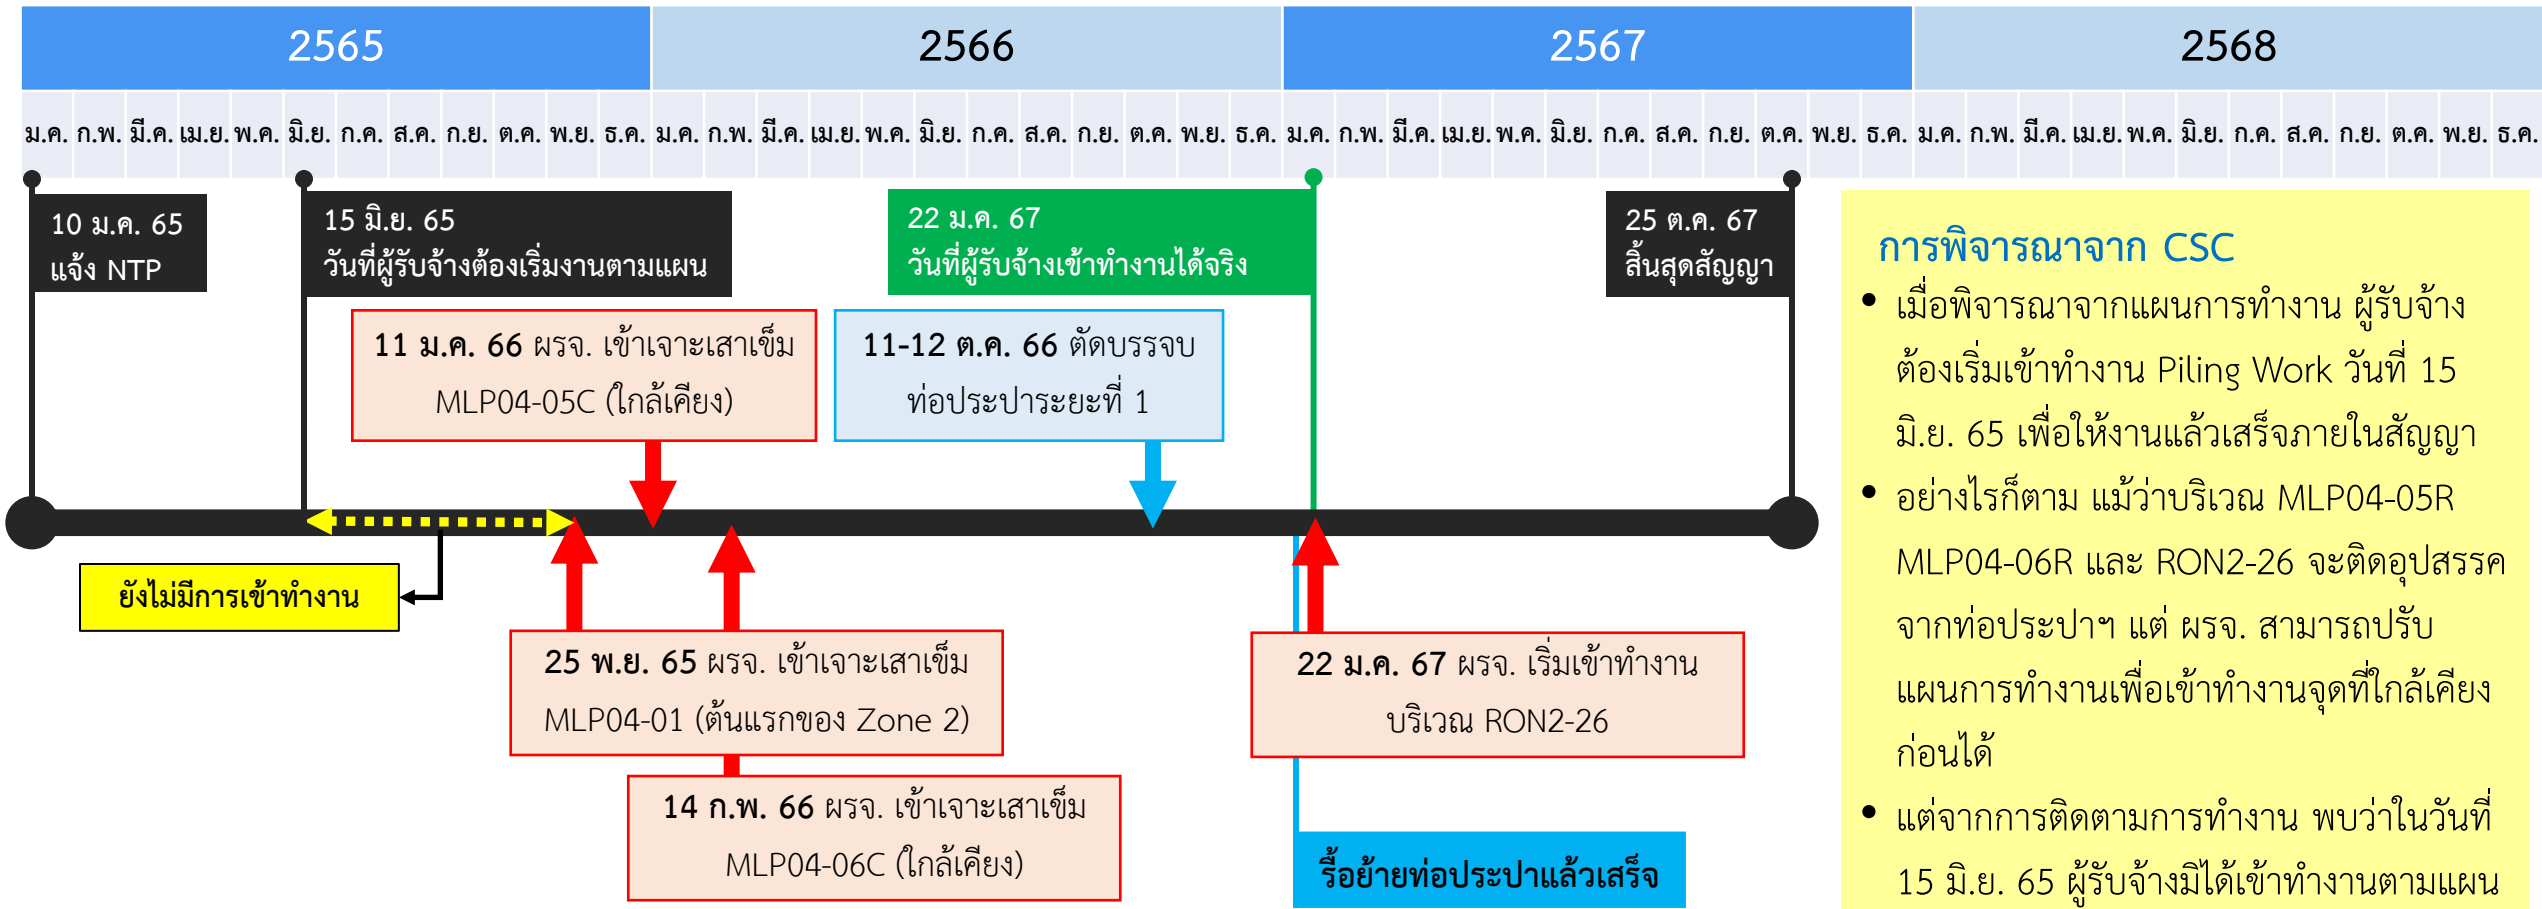 2565 2566 2567 2568
ม.ค. ก.พ. มี.ค. เม.ย. พ.ค. มิ.ย. ก.ค. ส.ค. ก.ย. ต.ค. พ.ย. ธ.ค. ม.ค. ก.พ. มี.ค. เม.ย. พ.ค. มิ.ย. ก.ค. ส.ค. ก.ย. ต.ค. พ.ย. ธ.ค. ม.ค. ก.พ. มี.ค. เม.ย. พ.ค. มิ.ย. ก.ค. ส.ค. ก.ย. ต.ค. พ.ย. ธ.ค. ม.ค. ก.พ. มี.ค. เม.ย. พ.ค. มิ.ย. ก.ค. ส.ค. ก.ย. ต.ค. พ.ย. ธ.ค.
10 ม.ค. 65
แจ้ง NTP
15 มิ.ย. 65
วันที่ผู้รับจ้างต้องเริ่มงานตามแผน
22 ม.ค. 67
วันที่ผู้รับจ้างเข้าทำงานได้จริง
25 ต.ค. 67
สิ้นสุดสัญญา
11 ม.ค. 66 ผรจ. เข้าเจาะเสาเข็ม
MLP04-05C (ใกล้เคียง)
11-12 ต.ค. 66 ตัดบรรจบ
ท่อประปาระยะที่ 1
ยังไม่มีการเข้าทำงาน
25 พ.ย. 65 ผรจ. เข้าเจาะเสาเข็ม
MLP04-01 (ต้นแรกของ Zone 2)
14 ก.พ. 66 ผรจ. เข้าเจาะเสาเข็ม
MLP04-06C (ใกล้เคียง)
22 ม.ค. 67 ผรจ. เริ่มเข้าทำงาน
บริเวณ RON2-26
รื้อย้ายท่อประปาแล้วเสร็จ
การพิจารณาจาก CSC
• เมื่อพิจารณาจากแผนการทำงาน ผู้รับจ้าง
ต้องเริ่มเข้าทำงาน Piling Work วันที่ 15
มิ.ย. 65 เพื่อให้งานแล้วเสร็จภายในสัญญา
• อย่างไรก็ตาม แม้ว่าบริเวณ MLP04-05R
MLP04-06R และ RON2-26 จะติดอุปสรรค
จากท่อประปาฯ แต่ ผรจ. สามารถปรับ
แผนการทำงานเพื่อเข้าทำงานจุดที่ใกล้เคียง
ก่อนได้
• แต่จากการติดตามการทำงาน พบว่าในวันที่
15 มิ.ย. 65 ผู้รับจ้างมิได้เข้าทำงานตามแผน